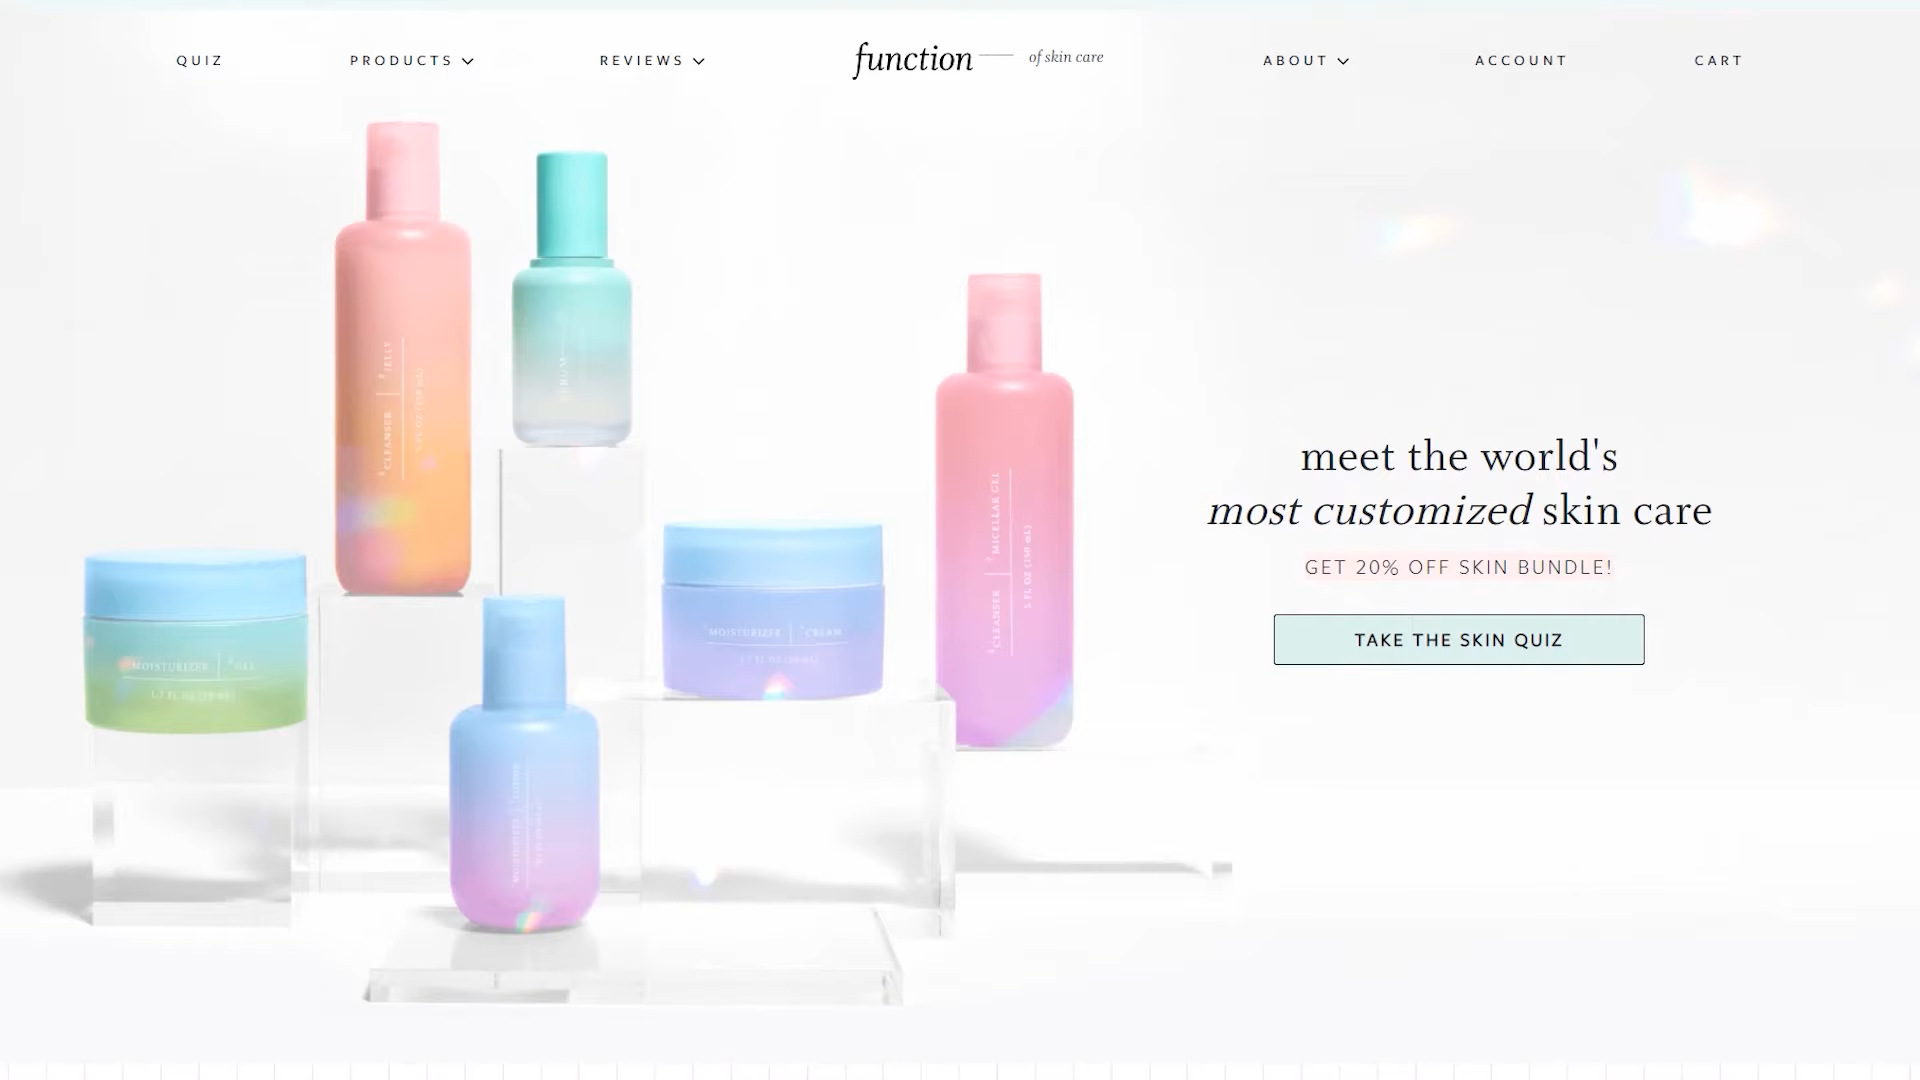 QUIZ
PRODUCTS
REVIEWS
function
of skin care
ABOUT
ACCOUNT
CART
CLEANSER JELLY
SERUM
CLEANSER MICELLAR GEL
5 FL OZ (150 mL)
MOISTURIZER CREAM
MOISTURIZER GEL
MOISTURIZER LOTION
meet the world's
most customized skin care
GET 20% OFF SKIN BUNDLE!
TAKE THE SKIN QUIZ